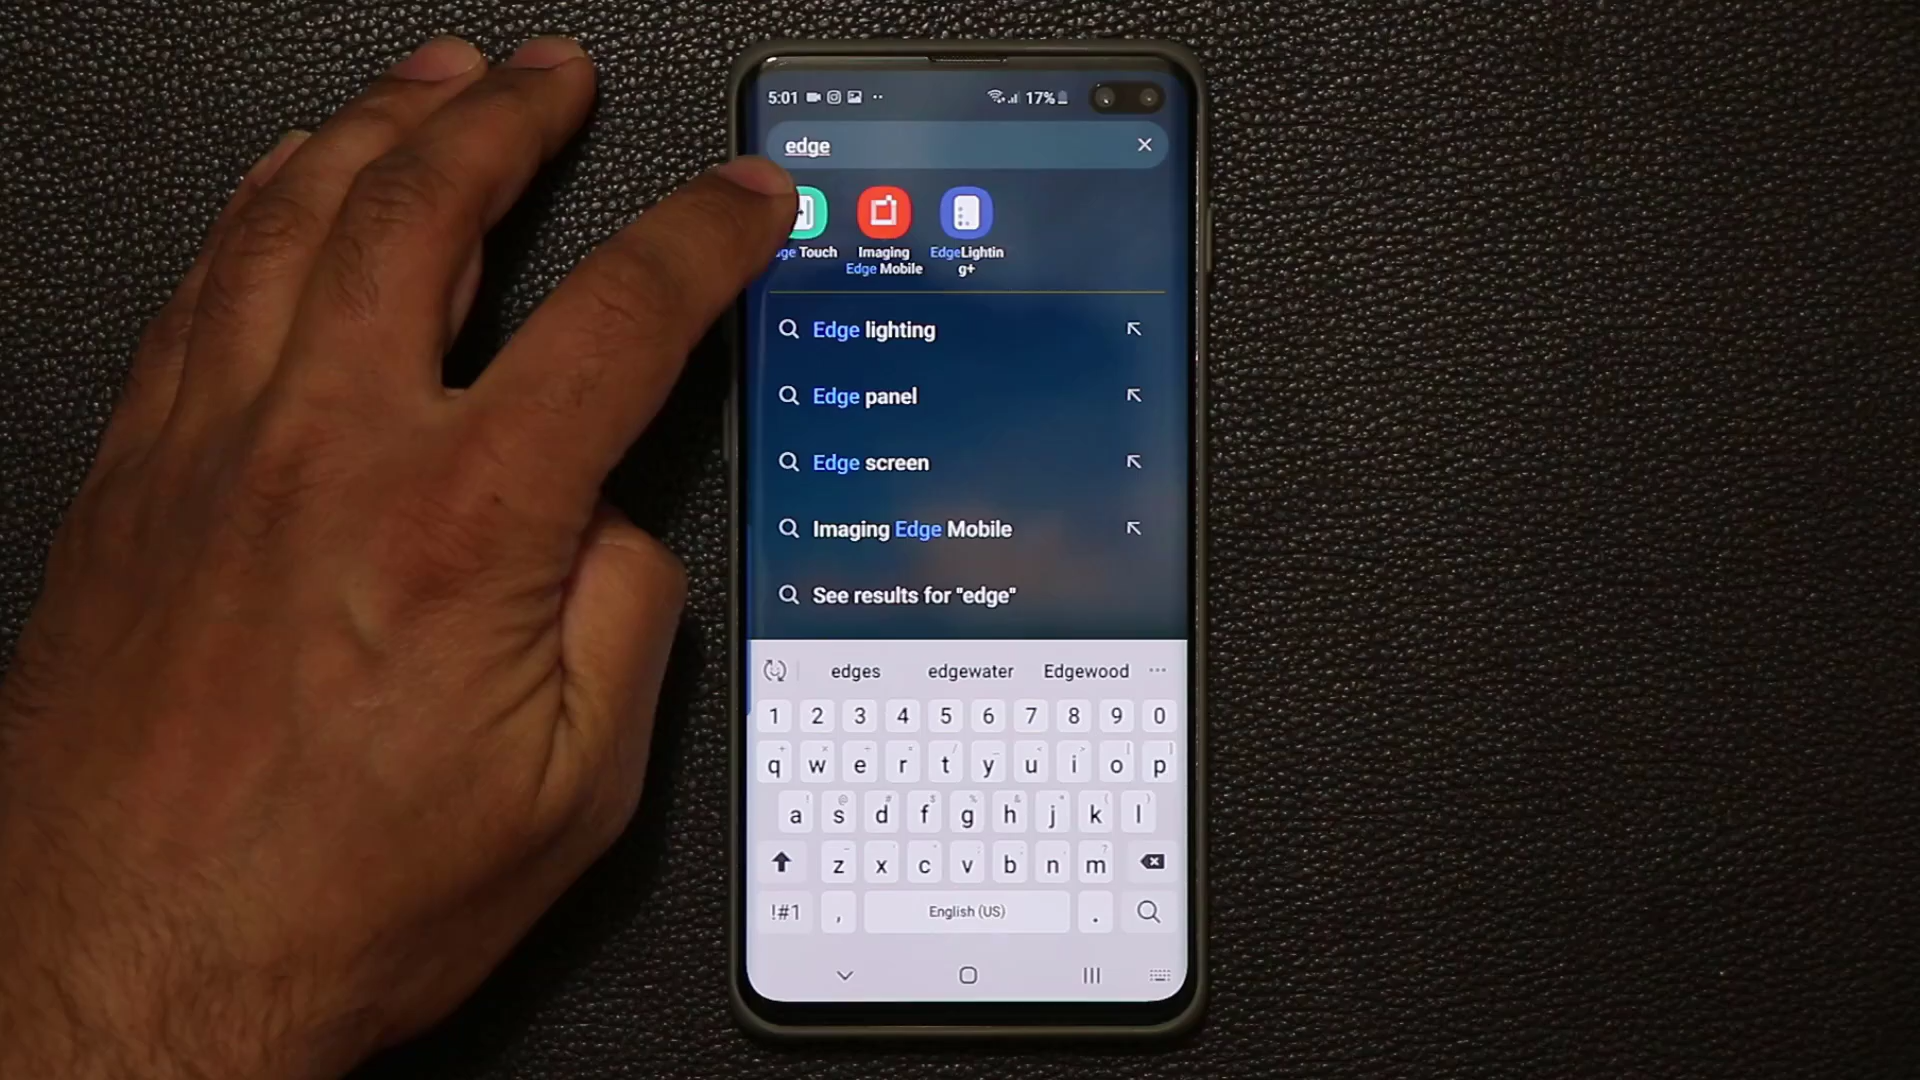 5:01 17%
edge
Touch
Imaging
Edge Mobile
EdgeLightin
g+
Edge lighting
Edge panel
Edge screen
Imaging Edge Mobile
See results for "edge"
edges edgewater Edgewood
1 2 3 4 5 6 7 8 9 0
q w e r t y u i o p
a s d f g h j k l
z x c v b n m
!#1 , English (US) .